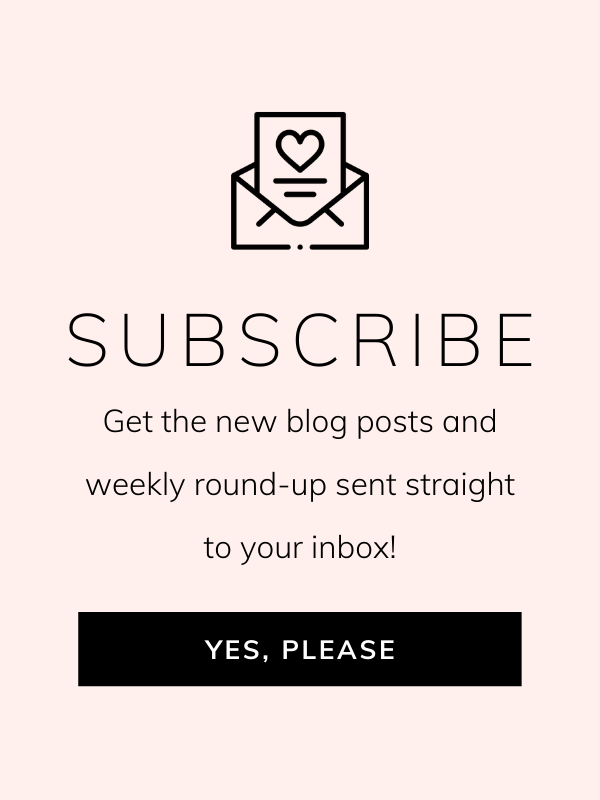 SUBSCRIBE
Get the new blog posts and
weekly round-up sent straight
to your inbox!
YES, PLEASE